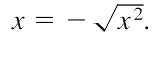 x = −√x².